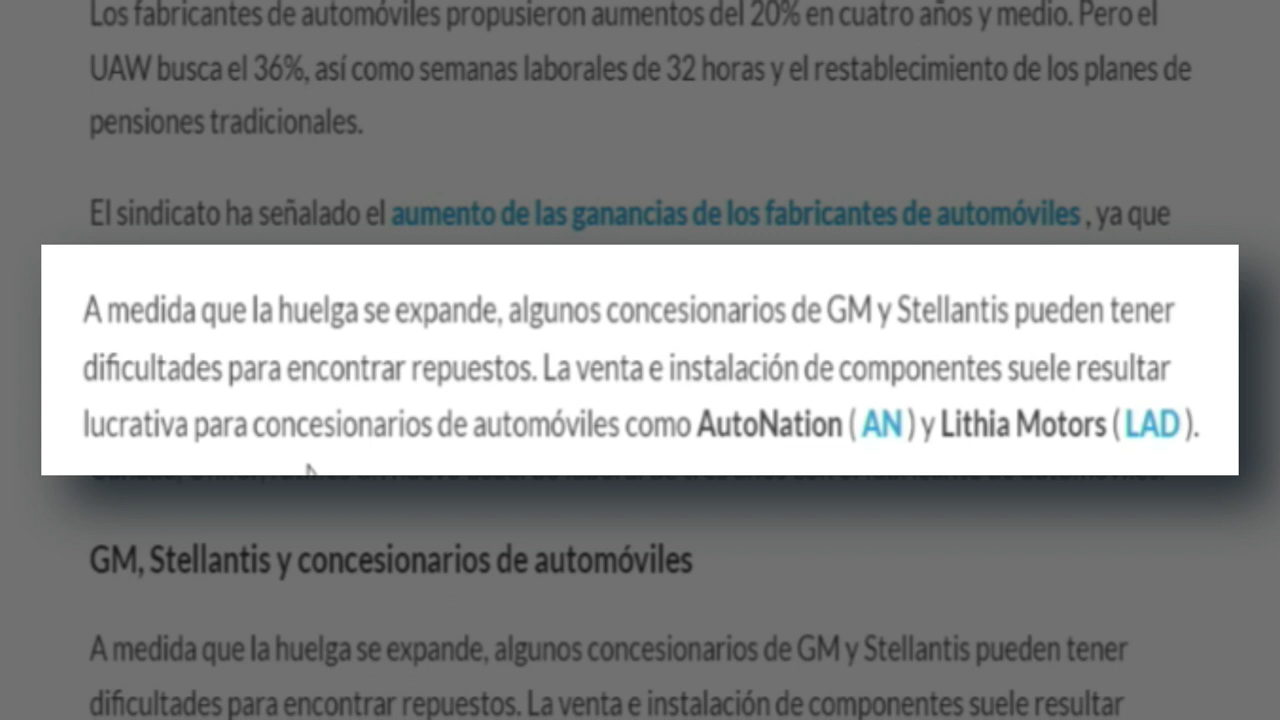 Los fabricantes de automóviles propusieron aumentos del 20% en cuatro años y medio. Pero el
UAW busca el 36%, así como semanas laborales de 32 horas y el restablecimiento de los planes de
pensiones tradicionales.
El sindicato ha señalado el aumento de las ganancias de los fabricantes de automóviles , ya que
A medida que la huelga se expande, algunos concesionarios de GM y Stellantis pueden tener
dificultades para encontrar repuestos. La venta e instalación de componentes suele resultar
lucrativa para concesionarios de automóviles como AutoNation ( AN ) y Lithia Motors ( LAD ).
GM, Stellantis y concesionarios de automóviles
A medida que la huelga se expande, algunos concesionarios de GM y Stellantis pueden tener
dificultades para encontrar repuestos. La venta e instalación de componentes suele resultar